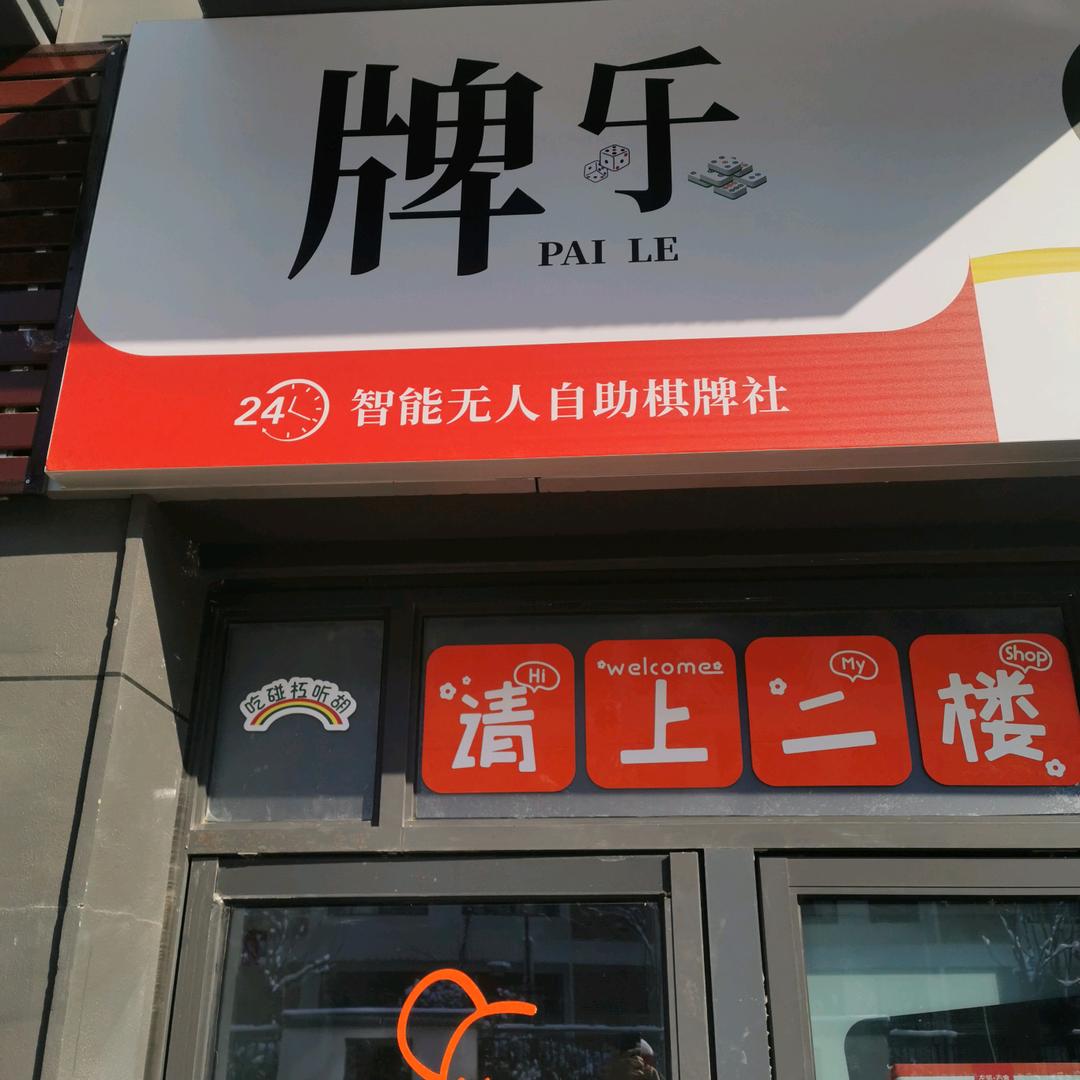 牌乐
PAI LE
24 智能无人自助棋牌社
吃碰杠听胡
Hi welcome My Shop
请上二楼